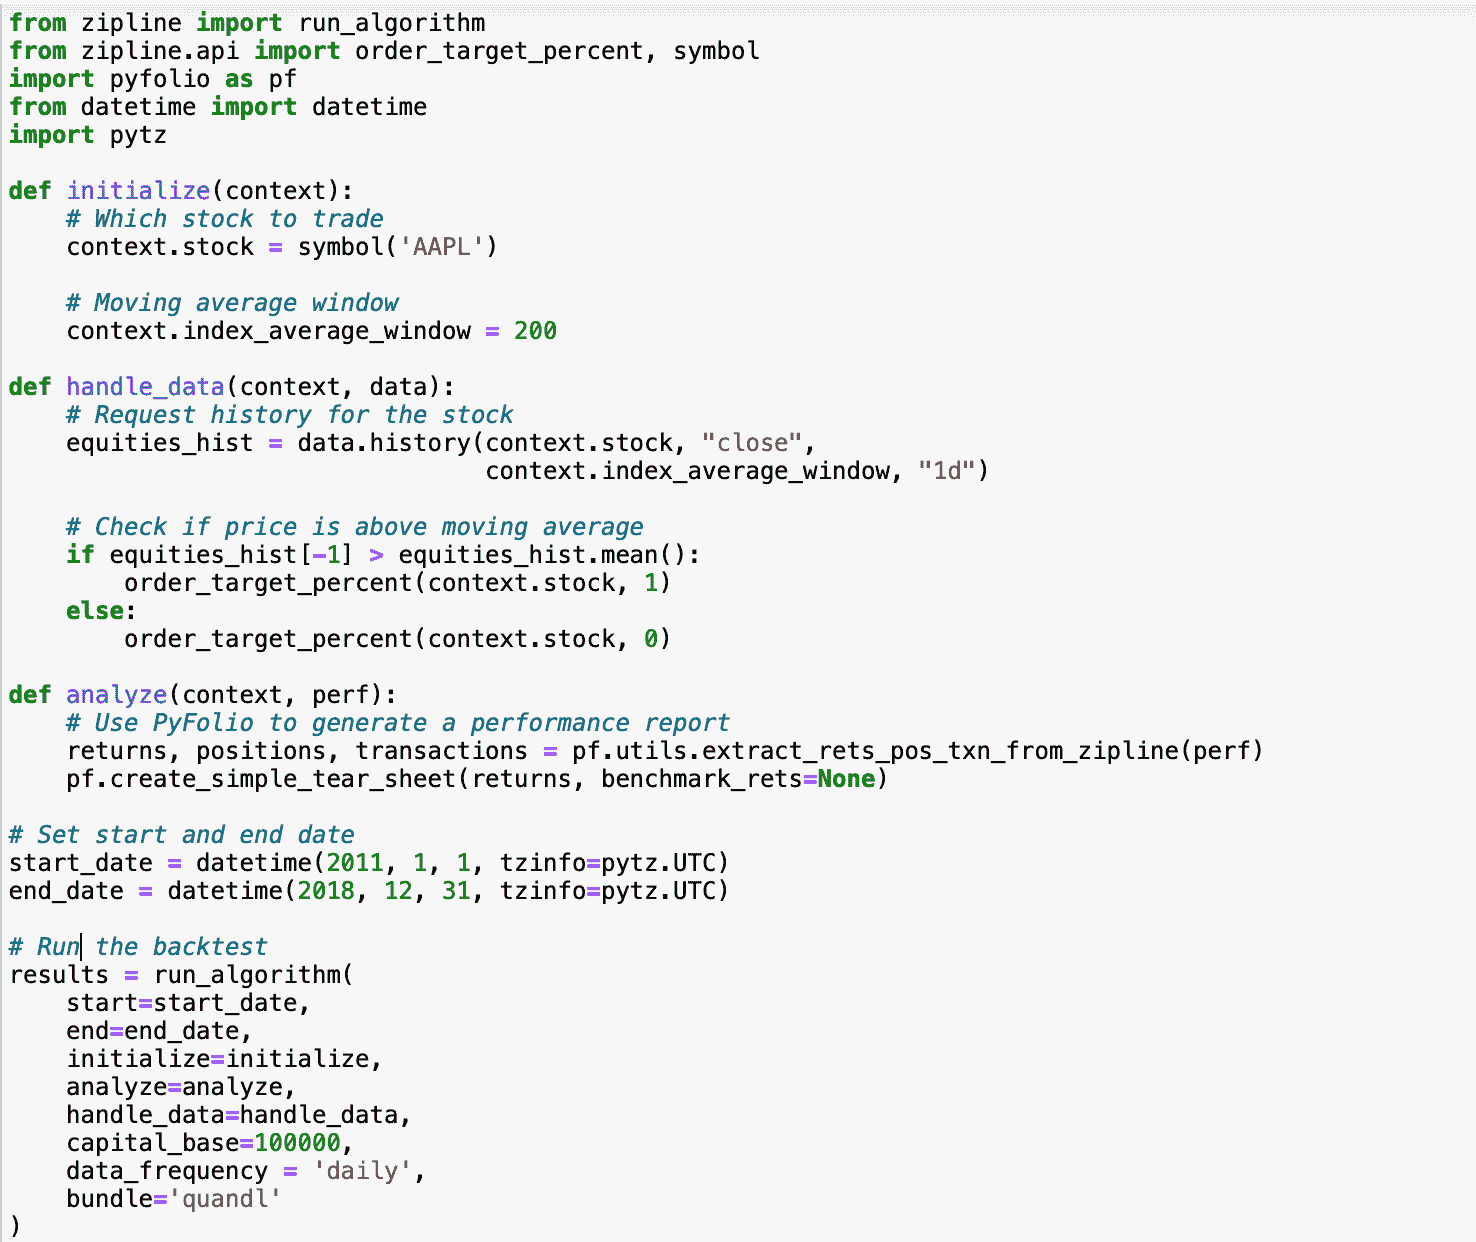 from zipline import run_algorithm
from zipline.api import order_target_percent, symbol
import pyfolio as pf
from datetime import datetime
import pytz

def initialize(context):
    # Which stock to trade
    context.stock = symbol('AAPL')

    # Moving average window
    context.index_average_window = 200

def handle_data(context, data):
    # Request history for the stock
    equities_hist = data.history(context.stock, "close",
                                 context.index_average_window, "1d")

    # Check if price is above moving average
    if equities_hist[-1] > equities_hist.mean():
        order_target_percent(context.stock, 1)
    else:
        order_target_percent(context.stock, 0)

def analyze(context, perf):
    # Use PyFolio to generate a performance report
    returns, positions, transactions = pf.utils.extract_rets_pos_txn_from_zipline(perf)
    pf.create_simple_tear_sheet(returns, benchmark_rets=None)

# Set start and end date
start_date = datetime(2011, 1, 1, tzinfo=pytz.UTC)
end_date = datetime(2018, 12, 31, tzinfo=pytz.UTC)

# Run the backtest
results = run_algorithm(
    start=start_date,
    end=end_date,
    initialize=initialize,
    analyze=analyze,
    handle_data=handle_data,
    capital_base=100000,
    data_frequency = 'daily',
    bundle='quandl'
)